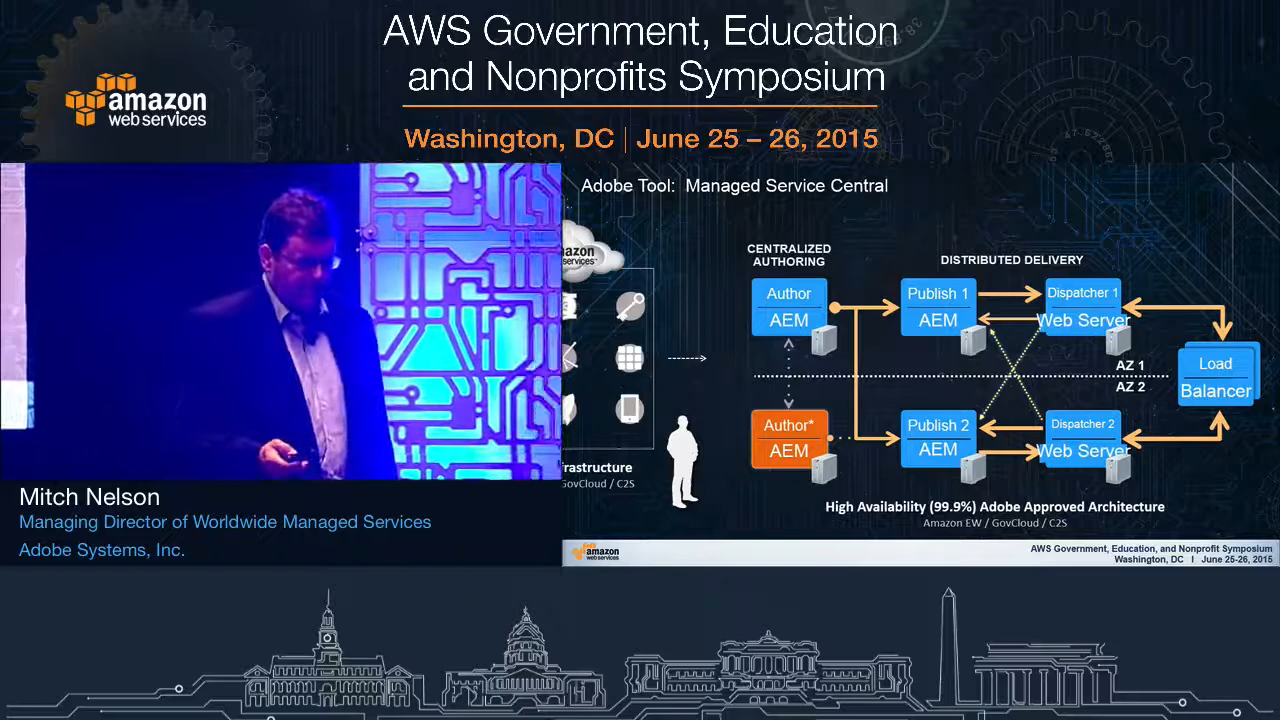 AWS Government, Education
and Nonprofits Symposium
amazon
web services
Washington, DC | June 25 – 26, 2015
Adobe Tool: Managed Service Central
CENTRALIZED
AUTHORING
DISTRIBUTED DELIVERY
Author
AEM
Publish 1
AEM
Dispatcher 1
Web Server
AZ 1
AZ 2
Load
Balancer
Author*
AEM
Publish 2
AEM
Dispatcher 2
Web Server
azon
services
frastructure
GovCloud / C2S
High Availability (99.9%) Adobe Approved Architecture
Amazon EW / GovCloud / C2S
Mitch Nelson
Managing Director of Worldwide Managed Services
Adobe Systems, Inc.
amazon
web services
AWS Government, Education, and Nonprofit Symposium
Washington, DC | June 25-26, 2015